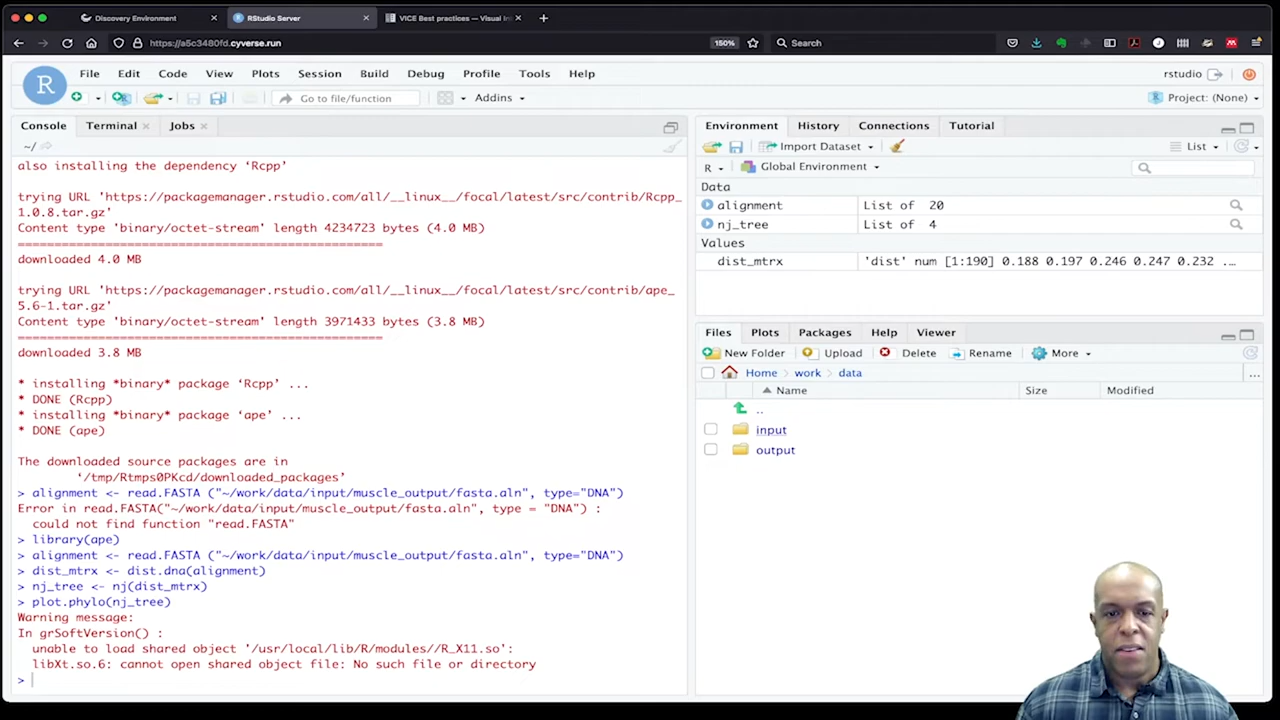 Discovery Environment
RStudio Server
VICE Best practices — Visual In
https://a5c3480fd.cyverse.run
150%
Search
R
File Edit Code View Plots Session Build Debug Profile Tools Help
rstudio
Go to file/function
Addins
Project: (None)
Console Terminal Jobs
~/
also installing the dependency ‘Rcpp’
trying URL 'https://packagemanager.rstudio.com/all/__linux__/focal/latest/src/contrib/Rcpp_
1.0.8.tar.gz'
Content type 'binary/octet-stream' length 4234723 bytes (4.0 MB)
==================================================
downloaded 4.0 MB
trying URL 'https://packagemanager.rstudio.com/all/__linux__/focal/latest/src/contrib/ape_
5.6-1.tar.gz'
Content type 'binary/octet-stream' length 3971433 bytes (3.8 MB)
==================================================
downloaded 3.8 MB
* installing *binary* package ‘Rcpp’ ...
* DONE (Rcpp)
* installing *binary* package ‘ape’ ...
* DONE (ape)
The downloaded source packages are in
‘/tmp/Rtmps0PKcd/downloaded_packages’
> alignment <- read.FASTA ("~/work/data/input/muscle_output/fasta.aln", type="DNA")
Error in read.FASTA("~/work/data/input/muscle_output/fasta.aln", type = "DNA") :
could not find function "read.FASTA"
> library(ape)
> alignment <- read.FASTA ("~/work/data/input/muscle_output/fasta.aln", type="DNA")
> dist_mtrx <- dist.dna(alignment)
> nj_tree <- nj(dist_mtrx)
> plot.phylo(nj_tree)
Warning message:
In grSoftVersion() :
unable to load shared object '/usr/local/lib/R/modules//R_X11.so':
libXt.so.6: cannot open shared object file: No such file or directory
>
Environment History Connections Tutorial
Import Dataset
List
R
Global Environment
Data
alignment List of 20
nj_tree List of 4
Values
dist_mtrx 'dist' num [1:190] 0.188 0.197 0.246 0.247 0.232 ...
Files Plots Packages Help Viewer
New Folder Upload Delete Rename More
Home work data
...
Name Size Modified
..
input
output